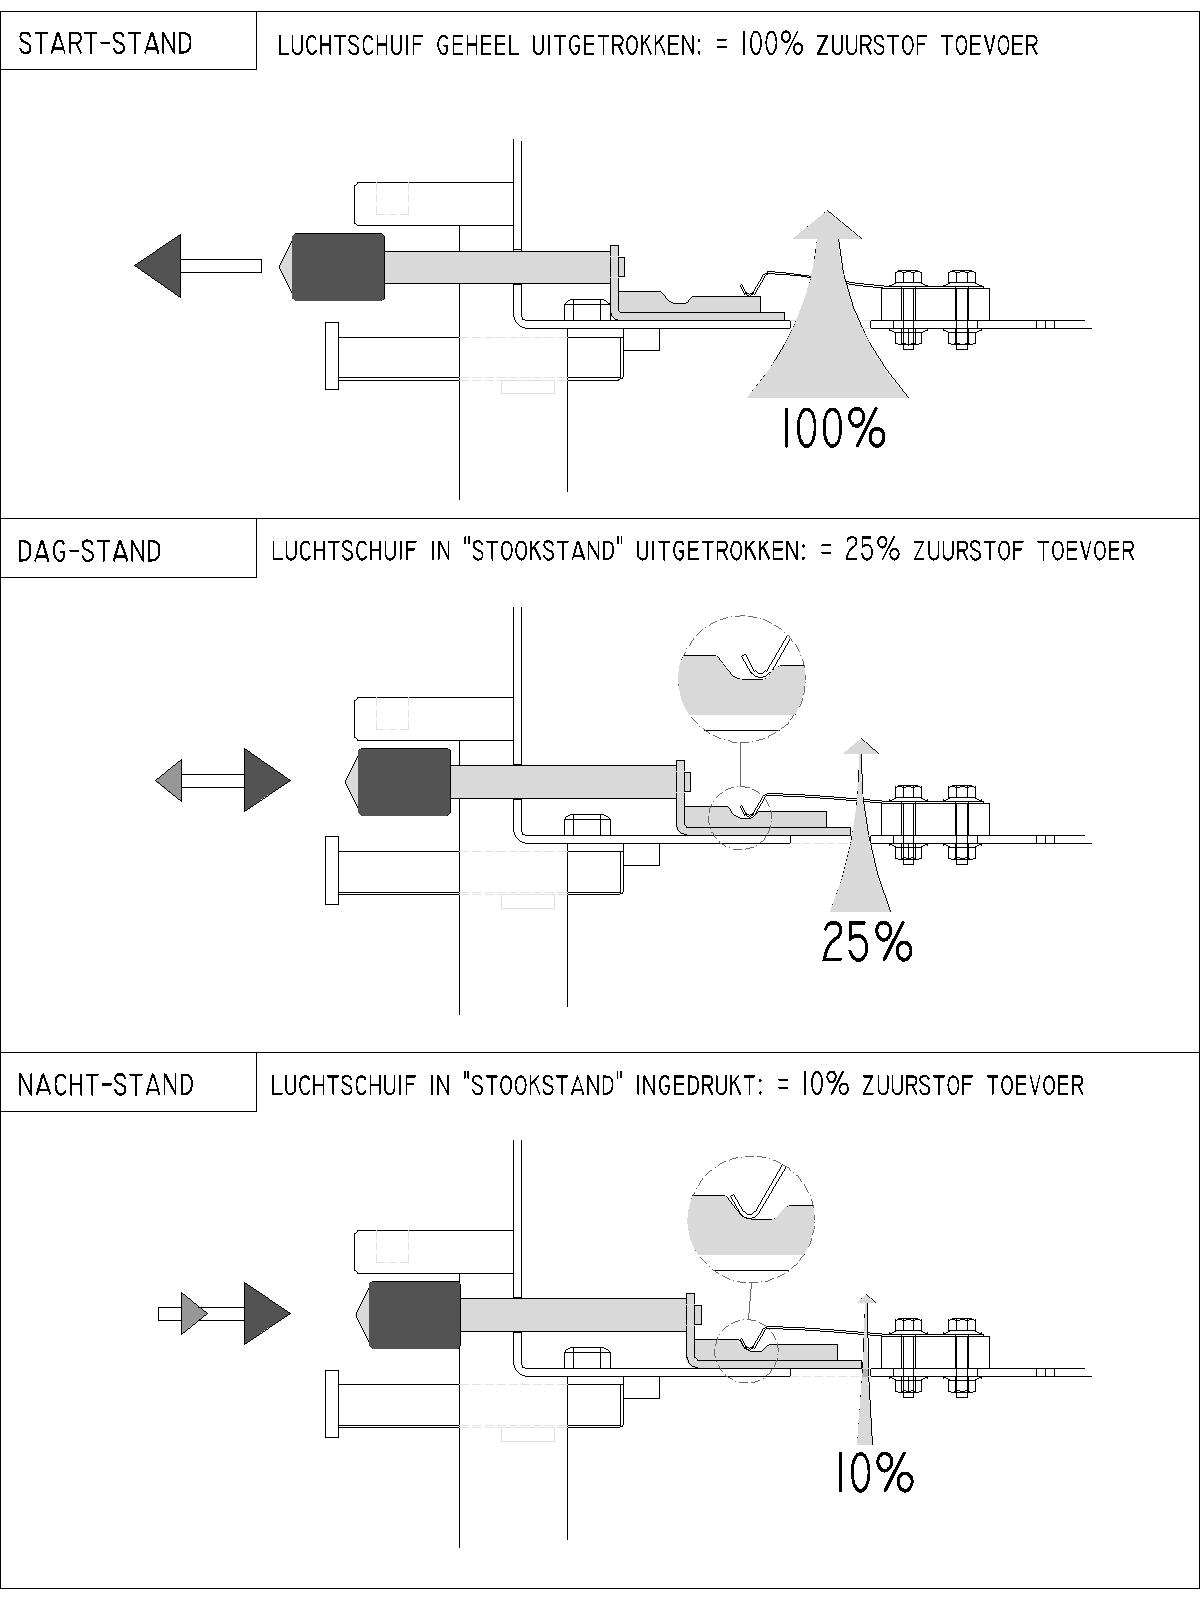 START-STAND
LUCHTSCHUIF GEHEEL UITGETROKKEN: = 100% ZUURSTOF TOEVOER
100%
DAG-STAND
LUCHTSCHUIF IN "STOOKSTAND" UITGETROKKEN: = 25% ZUURSTOF TOEVOER
25%
NACHT-STAND
LUCHTSCHUIF IN "STOOKSTAND" INGEDRUKT: = 10% ZUURSTOF TOEVOER
10%